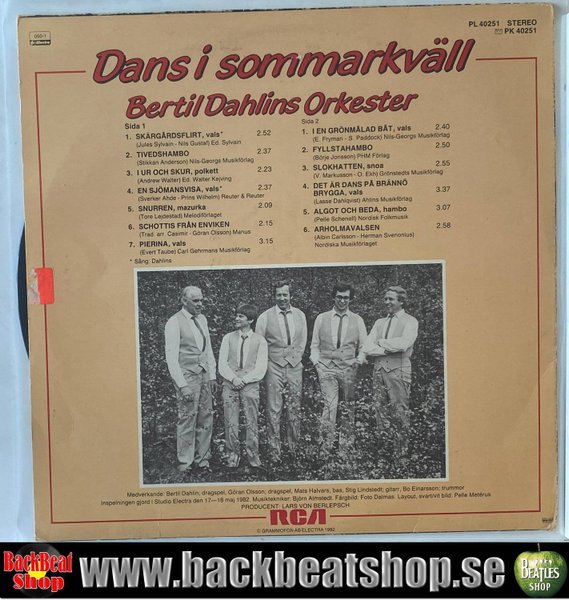 050-1
PL 40251 STEREO
PK 40251
Dans i sommarkväll
Bertil Dahlins Orkester
Sida 1
1. SKÄRGÅRDSFLIRT, vals* 2.52
(Jules Sylvain - Nils Gustaf) Ed. Sylvain
2. TIVEDSHAMBO 2.37
(Stikkan Anderson) Nils-Georgs Musikförlag
3. I UR OCH SKUR, polkett 2.23
(Andrew Walter) Ed. Walter Kejving
4. EN SJÖMANSVISA, vals* 2.37
(Sverker Ahde - Prins Wilhelm) Reuter & Reuter
5. SNURREN, mazurka 2.09
(Tore Lejdestad) Melodiförlaget
6. SCHOTTIS FRÅN ENVIKEN 2.15
(Trad. arr. Casimir - Göran Olsson) Manus
7. PIERINA, vals 3.15
(Evert Taube) Carl Gehrmans Musikförlag
* Sång: Dahlins
Sida 2
1. I EN GRÖNMÅLAD BÅT, vals 2.40
(E. Fryman - S. Paddock) Nils-Georgs Musikförlag
2. FYLLSTAHAMBO 2.50
(Börje Jonsson) PHM Förlag
3. SLOKHATTEN, snoa 2.55
(V. Markusson - O. Ekh) Grönstedts Musikförlag
4. DET ÄR DANS PÅ BRÄNNÖ
BRYGGA, vals 3.37
(Lasse Dahlqvist) Ahlins Musikförlag
5. ALGOT OCH BEDA, hambo 3.07
(Pelle Schenell) Nordisk Folkmusik
6. ARHOLMAVALSEN 2.58
(Albin Carlsson - Herman Svenonius)
Nordiska Musikförlaget
Medverkande: Bertil Dahlin, dragspel, Göran Olsson; dragspel, Mats Halvars, bas, Stig Lindstedt; gitarr, Bo Einarsson; trummor
Inspelningen gjord i Studio Electra den 17—18 maj 1982. Musiktekniker: Björn Almstedt. Färgbild: Foto Dalmas. Layout, svart/vit bild: Pelle Metérus
PRODUCENT: LARS VON BERLEPSCH
RCA
© GRAMMOFON AB ELECTRA 1982
BackBeat
Shop
www.backbeatshop.se
THE
BEATLES
SHOP